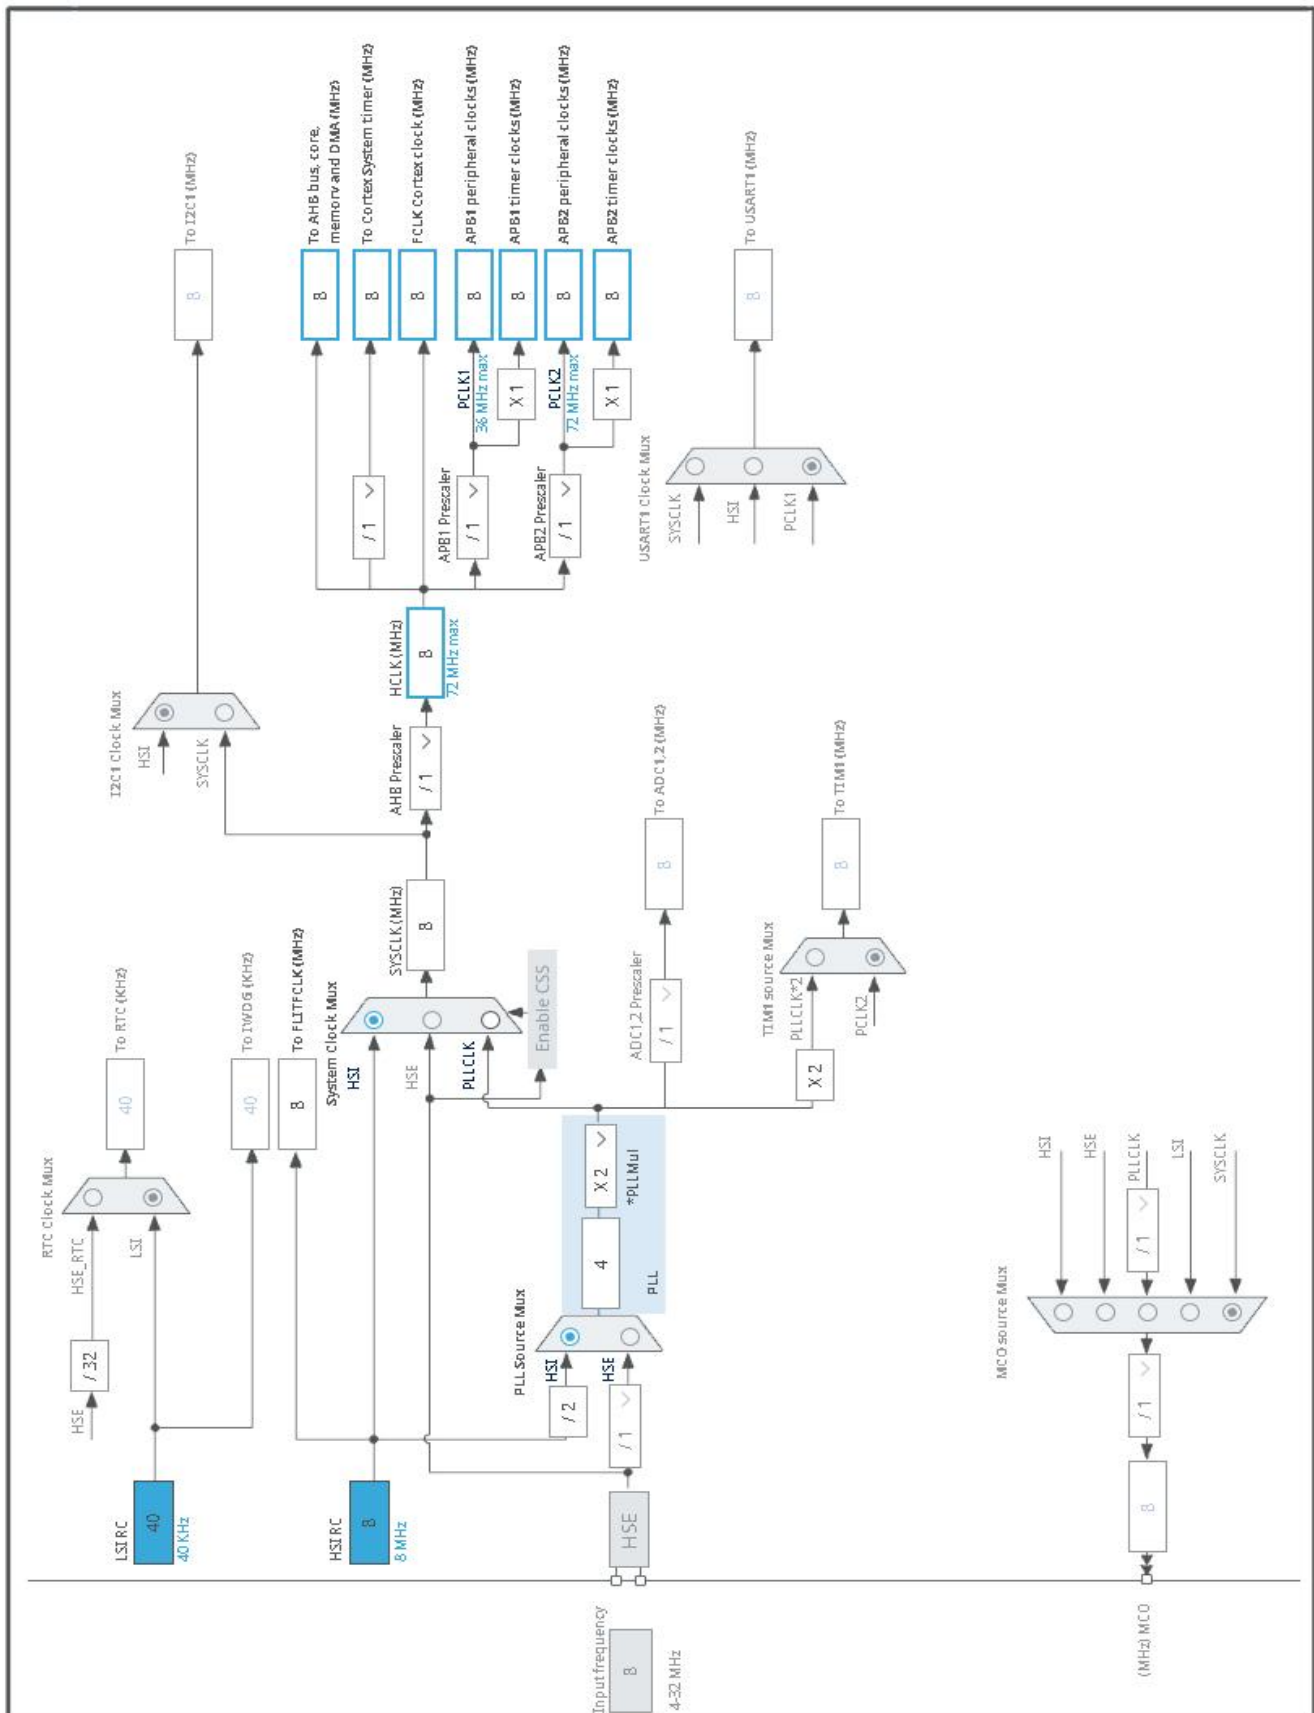 LSI RC
40
40 KHz
HSE
/ 32
HSE_RTC
LSI
RTC Clock Mux
40
To RTC (KHz)
40
To IWDG (KHz)
HSI RC
8
8 MHz
8
To FLITFCLK (MHz)
System Clock Mux
HSI
HSE
PLLCLK
Enable CSS
SYSCLK (MHz)
8
I2C1 Clock Mux
HSI
SYSCLK
8
To I2C1 (MHz)
AHB Prescaler
/ 1
HCLK (MHz)
8
72 MHz max
8
To AHB bus, core,
memory and DMA (MHz)
/ 1
8
To Cortex System timer (MHz)
8
FCLK Cortex clock (MHz)
APB1 Prescaler
/ 1
PCLK1
36 MHz max
8
APB1 peripheral clocks (MHz)
X 1
8
APB1 timer clocks (MHz)
APB2 Prescaler
/ 1
PCLK2
72 MHz max
8
APB2 peripheral clocks (MHz)
X 1
8
APB2 timer clocks (MHz)
Input frequency
8
4-32 MHz
HSE
PLL Source Mux
/ 2
HSI
/ 1
HSE
4
X 2
*PLLMul
PLL
ADC1,2 Prescaler
/ 1
8
To ADC1,2 (MHz)
X 2
TIM1 source Mux
PLLCLK*2
PCLK2
8
To TIM1 (MHz)
USART1 Clock Mux
SYSCLK
HSI
PCLK1
8
To USART1 (MHz)
(MHz) MCO
8
/ 1
MCO source Mux
HSI
HSE
/ 1
PLLCLK
LSI
SYSCLK